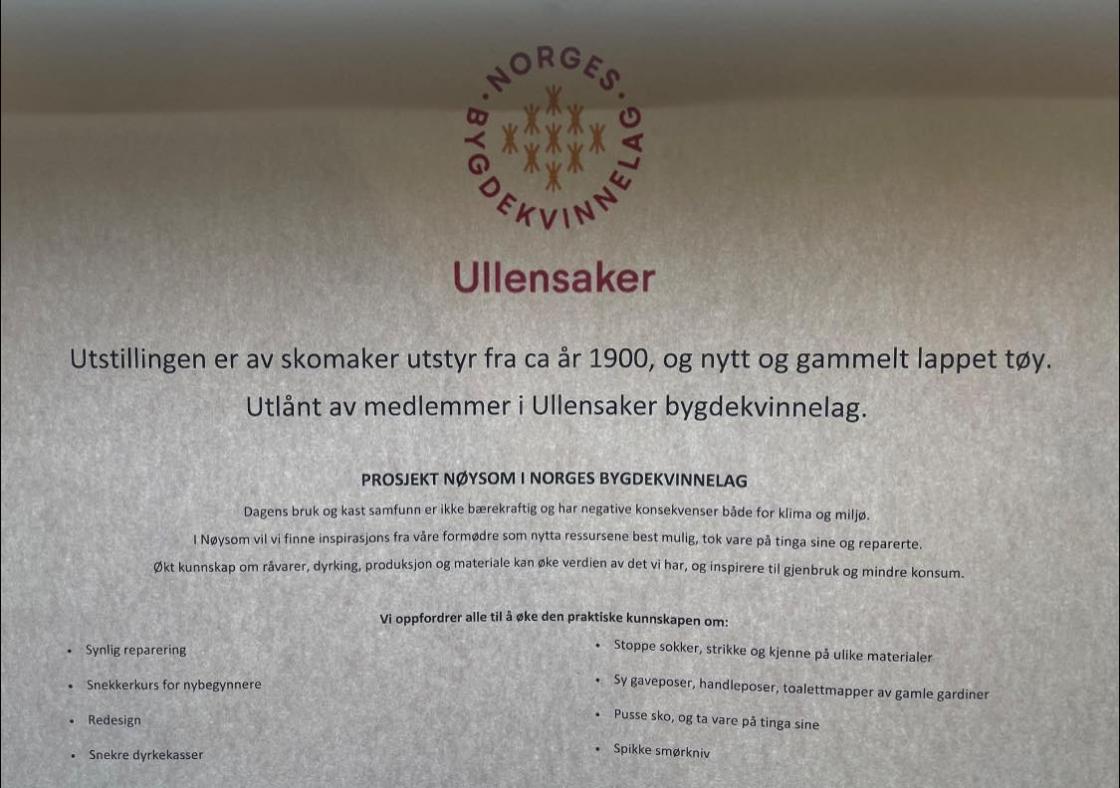 NORGES
BYGDEKVINNELAG
Ullensaker
Utstillingen er av skomaker utstyr fra ca år 1900, og nytt og gammelt lappet tøy.
Utlånt av medlemmer i Ullensaker bygdekvinnelag.
PROSJEKT NØYSOM I NORGES BYGDEKVINNELAG
Dagens bruk og kast samfunn er ikke bærekraftig og har negative konsekvenser både for klima og miljø.
I Nøysom vil vi finne inspirasjons fra våre formødre som nytta ressursene best mulig, tok vare på tinga sine og reparerte.
Økt kunnskap om råvarer, dyrking, produksjon og materiale kan øke verdien av det vi har, og inspirere til gjenbruk og mindre konsum.
Vi oppfordrer alle til å øke den praktiske kunnskapen om:
• Synlig reparering
• Snekkerkurs for nybegynnere
• Redesign
• Snekre dyrkekasser
• Stoppe sokker, strikke og kjenne på ulike materialer
• Sy gaveposer, handleposer, toalettmapper av gamle gardiner
• Pusse sko, og ta vare på tinga sine
• Spikke smørkniv